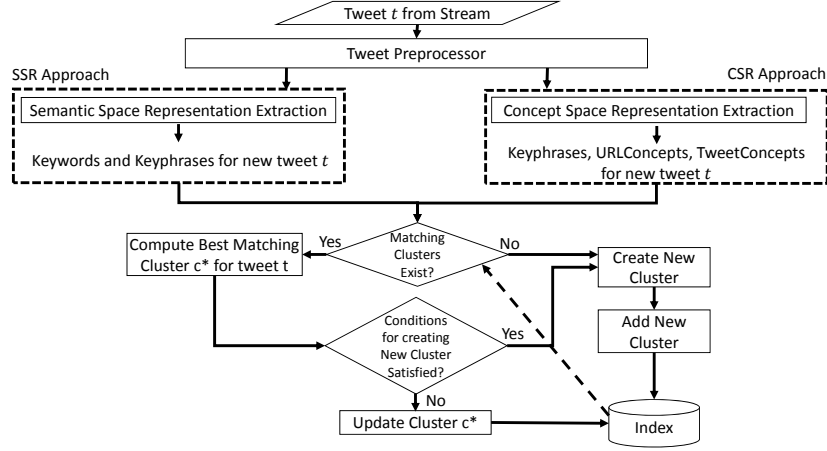 Tweet t from Stream
Tweet Preprocessor
SSR Approach
CSR Approach
Semantic Space Representation Extraction
Concept Space Representation Extraction
Keywords and Keyphrases for new tweet t
Keyphrases, URLConcepts, TweetConcepts
for new tweet t
Compute Best Matching
Cluster c* for tweet t
Yes
Matching
Clusters
Exist?
No
Create New
Cluster
Conditions
for creating
New Cluster
Satisfied?
Yes
Add New
Cluster
No
Update Cluster c*
Index